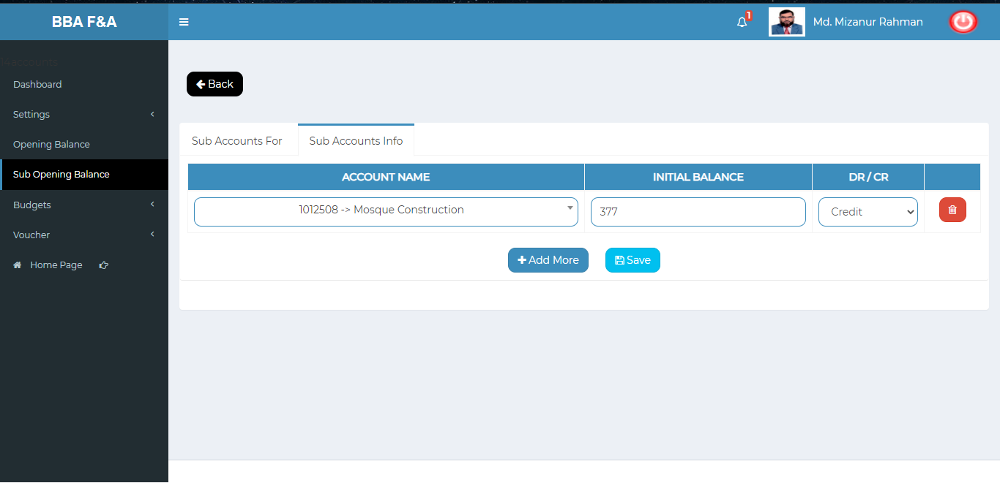 BBA F&A
1
Md. Mizanur Rahman
accounts
Dashboard
Settings
Opening Balance
Sub Opening Balance
Budgets
Voucher
Home Page
Back
Sub Accounts For
Sub Accounts Info
ACCOUNT NAME
INITIAL BALANCE
DR / CR
1012508 -> Mosque Construction
377
Credit
Add More
Save